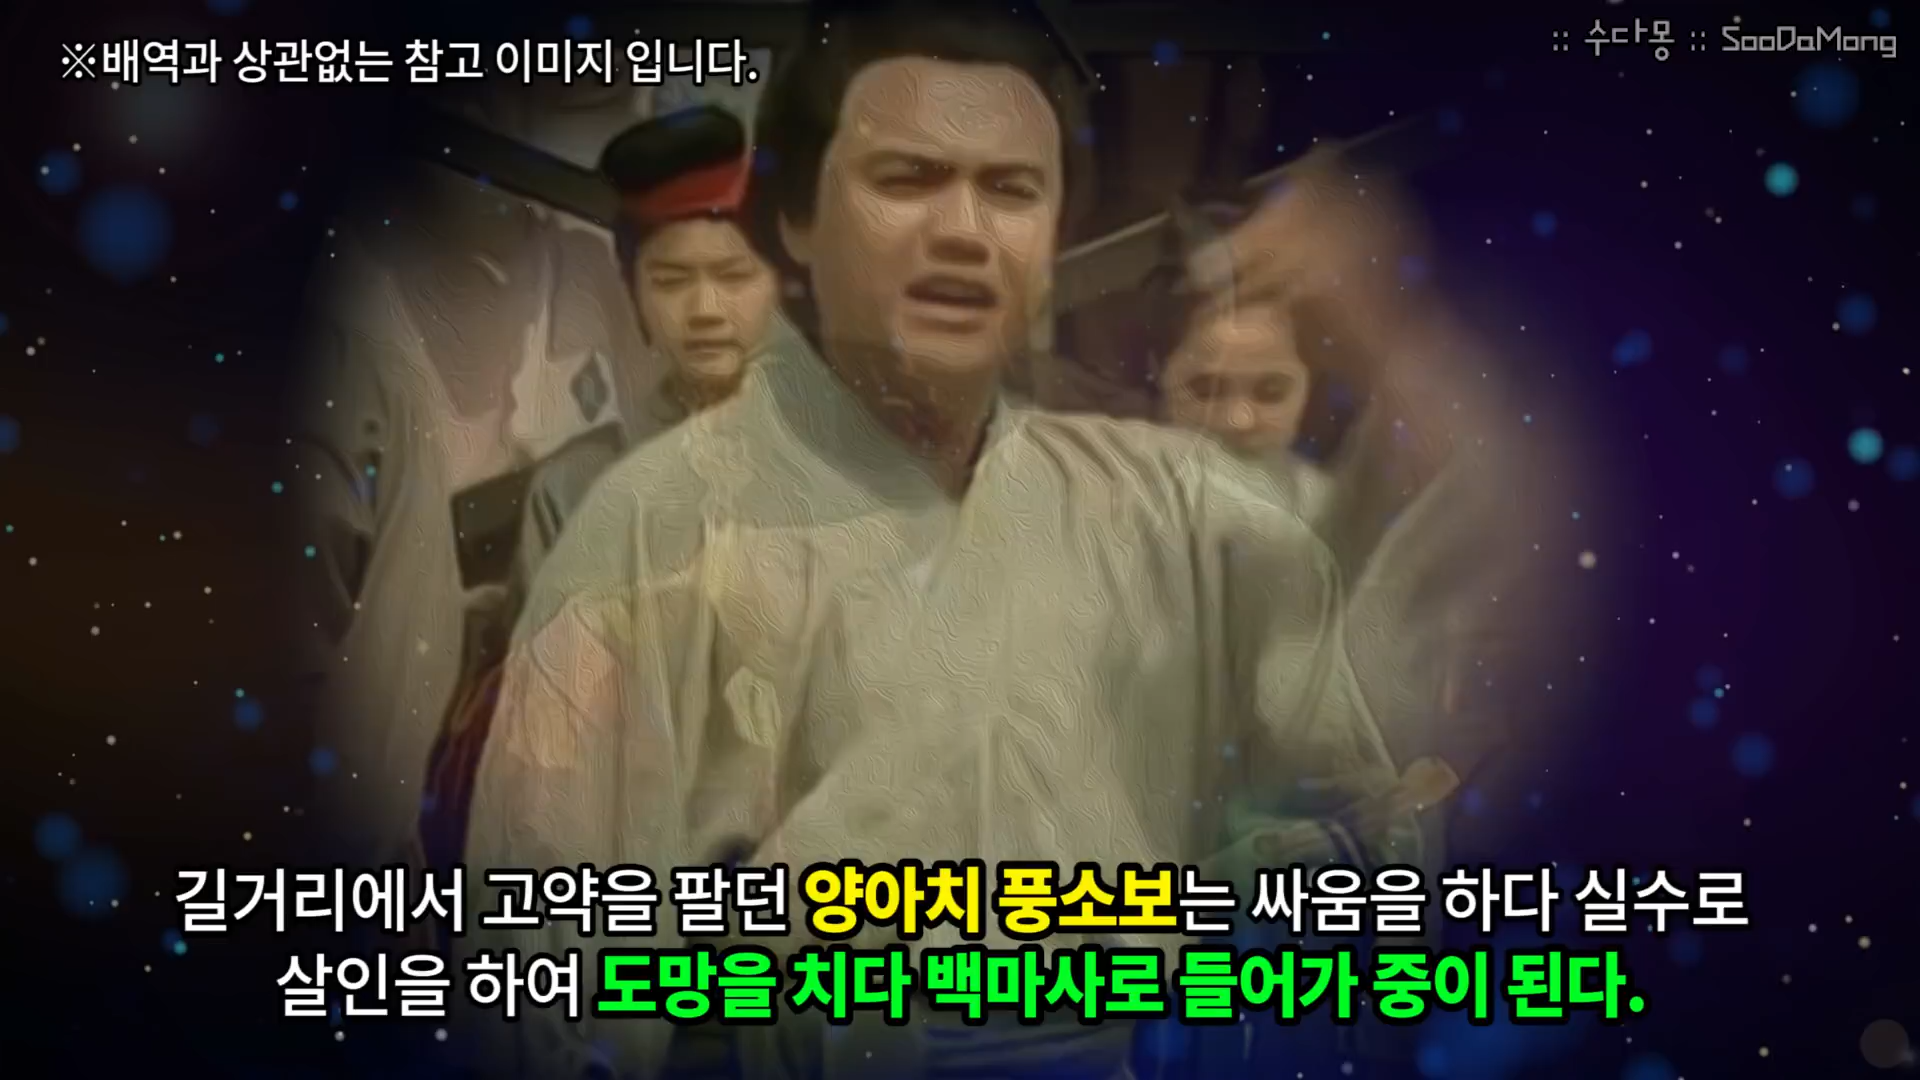 ※배역과 상관없는 참고 이미지 입니다.
:: 수다몽 :: SooDaMong
길거리에서 고약을 팔던 양아치 풍소보는 싸움을 하다 실수로
살인을 하여 도망을 치다 백마사로 들어가 중이 된다.